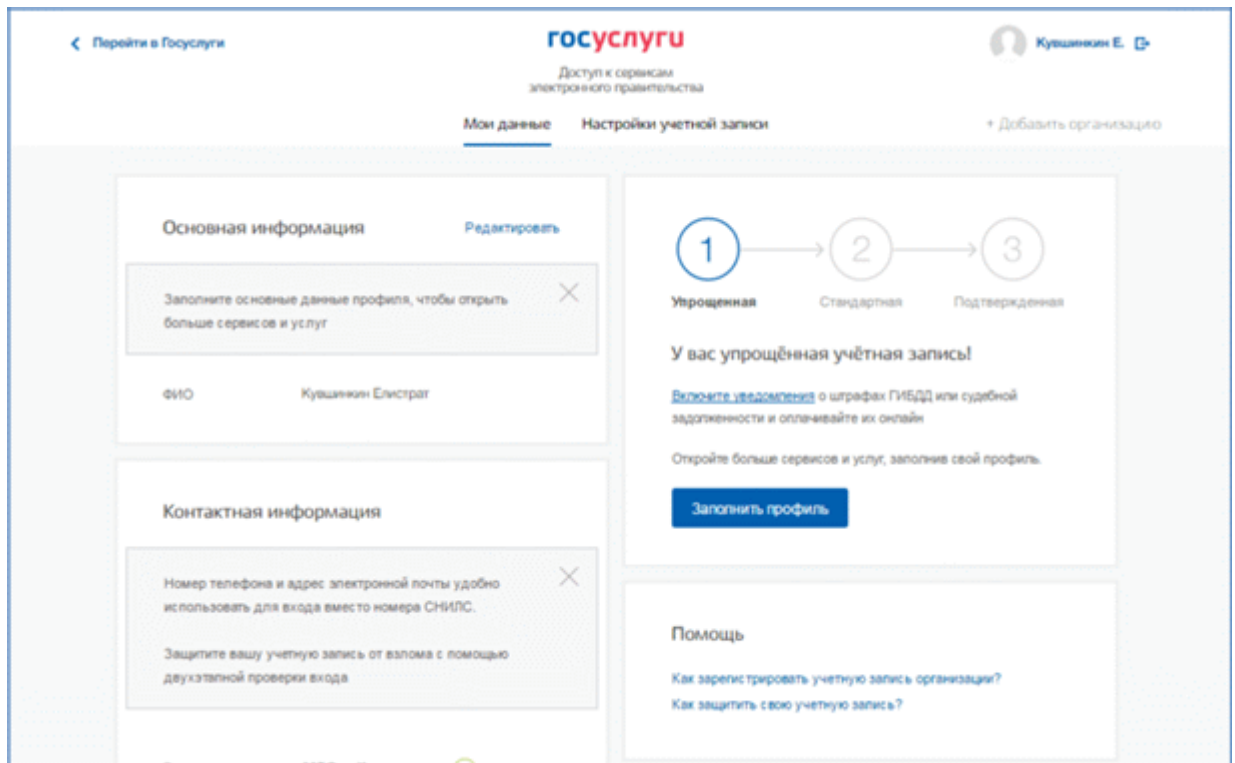 Перейти в Госуслуги
госуслуги
Кувшинкин Е.
Доступ к сервисам
электронного правительства
Мои данные
Настройки учетной записи
+ Добавить организацию
Основная информация
Редактировать
Заполните основные данные профиля, чтобы открыть
больше сервисов и услуг
ФИО
Кувшинкин Елистрат
Контактная информация
Номер телефона и адрес электронной почты удобно
использовать для входа вместо номера СНИЛС.
Защитите вашу учетную запись от взлома с помощью
двухэтапной проверки входа
1
2
3
Упрощенная
Стандартная
Подтвержденная
У вас упрощённая учётная запись!
Включите уведомления о штрафах ГИБДД или судебной
задолженности и оплачивайте их онлайн
Откройте больше сервисов и услуг, заполнив свой профиль.
Заполнить профиль
Помощь
Как зарегистрировать учетную запись организации?
Как защитить свою учетную запись?